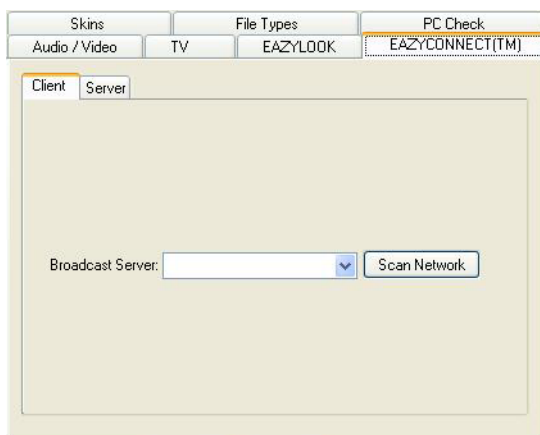 Skins File Types PC Check
Audio / Video TV EAZYLOOK EAZYCONNECT(TM)
Client Server
Broadcast Server: Scan Network